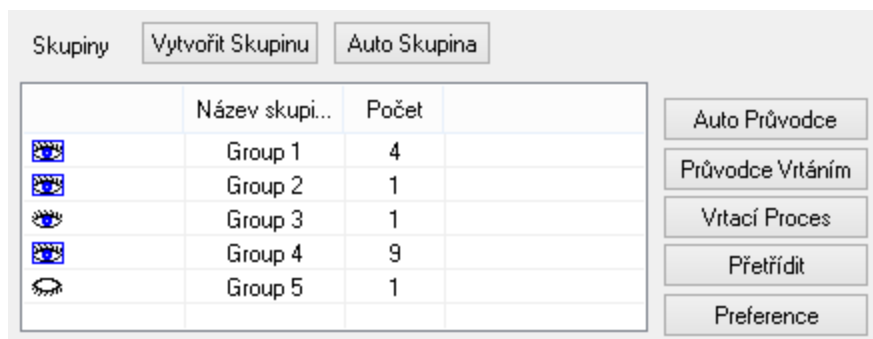 Skupiny Vytvořit Skupinu Auto Skupina
Název skupi... Počet
Group 1 4
Group 2 1
Group 3 1
Group 4 9
Group 5 1
Auto Průvodce
Průvodce Vrtáním
Vrtací Proces
Přetřídit
Preference